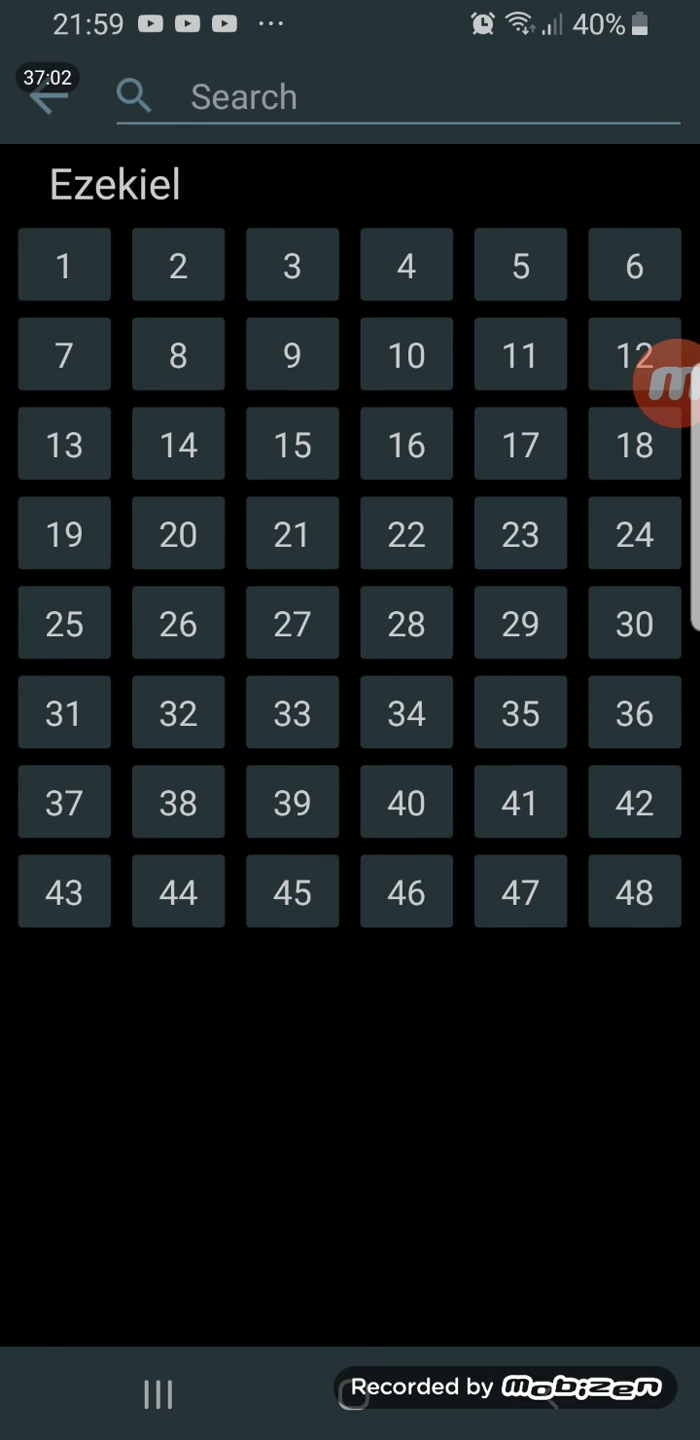 21:59 ... 40%
37:02
Search
Ezekiel
1 2 3 4 5 6
7 8 9 10 11 12
m
13 14 15 16 17 18
19 20 21 22 23 24
25 26 27 28 29 30
31 32 33 34 35 36
37 38 39 40 41 42
43 44 45 46 47 48
Recorded by mobizen